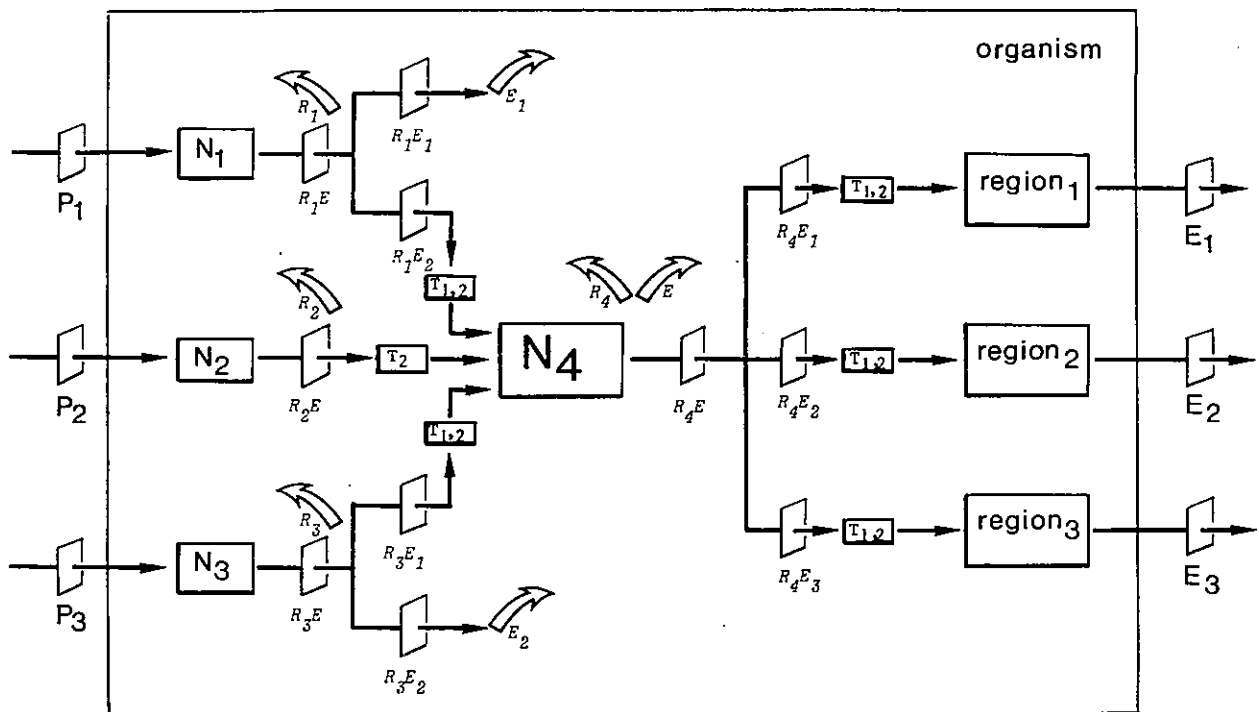 organism
R1
E1
R1E1
P1
N1
R1E
R1E2
T1,2
R4E1
T1,2
region1
E1
R2
R4
E
P2
N2
R2E
T2
N4
R4E
R4E2
T1,2
region2
E2
T1,2
R3
R3E1
P3
N3
R3E
R4E3
T1,2
region3
E3
E2
R3E2